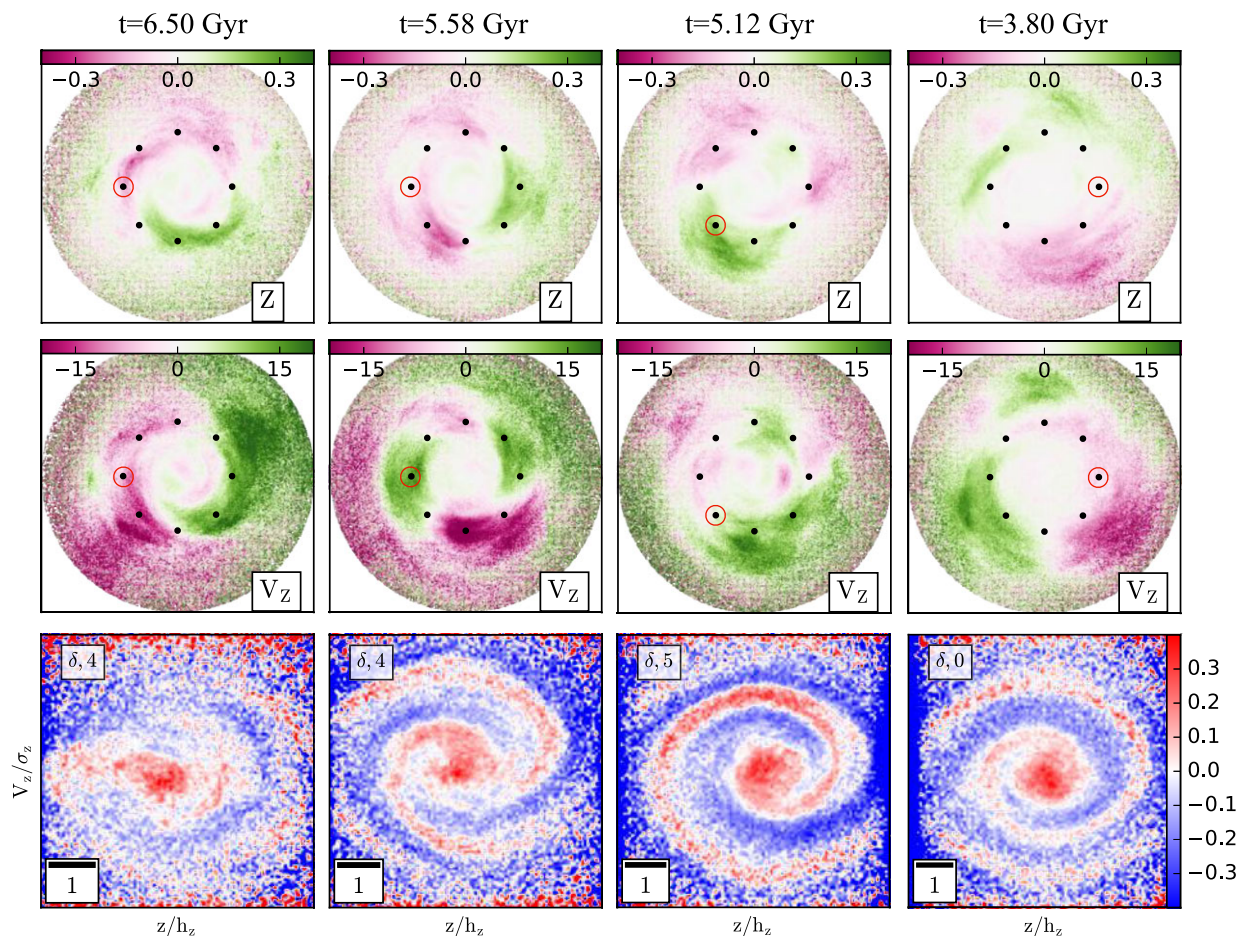 t=6.50 Gyr t=5.58 Gyr t=5.12 Gyr t=3.80 Gyr
−0.3 0.0 0.3 −0.3 0.0 0.3 −0.3 0.0 0.3 −0.3 0.0 0.3
Z Z Z Z
−15 0 15 −15 0 15 −15 0 15 −15 0 15
V_Z V_Z V_Z V_Z
δ, 4 δ, 4 δ, 5 δ, 0
0.3
0.2
0.1
0.0
−0.1
−0.2
−0.3
V_z/σ_z
1 1 1 1
z/h_z z/h_z z/h_z z/h_z